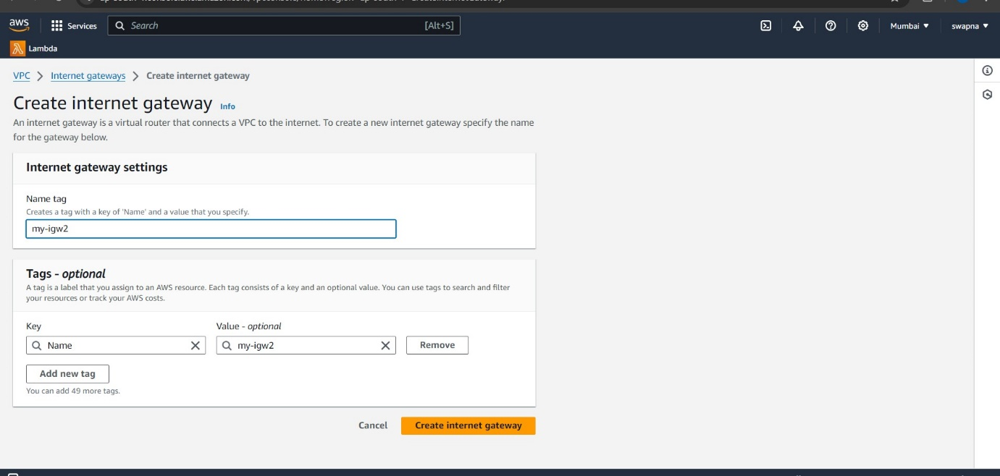 aws Services Search [Alt+S] Mumbai ▼ swapna ▼
Lambda
VPC > Internet gateways > Create internet gateway
Create internet gateway Info
An internet gateway is a virtual router that connects a VPC to the internet. To create a new internet gateway specify the name
for the gateway below.
Internet gateway settings
Name tag
Creates a tag with a key of 'Name' and a value that you specify.
my-igw2
Tags - optional
A tag is a label that you assign to an AWS resource. Each tag consists of a key and an optional value. You can use tags to search and filter
your resources or track your AWS costs.
Key Value - optional
Name my-igw2 Remove
Add new tag
You can add 49 more tags.
Cancel Create internet gateway